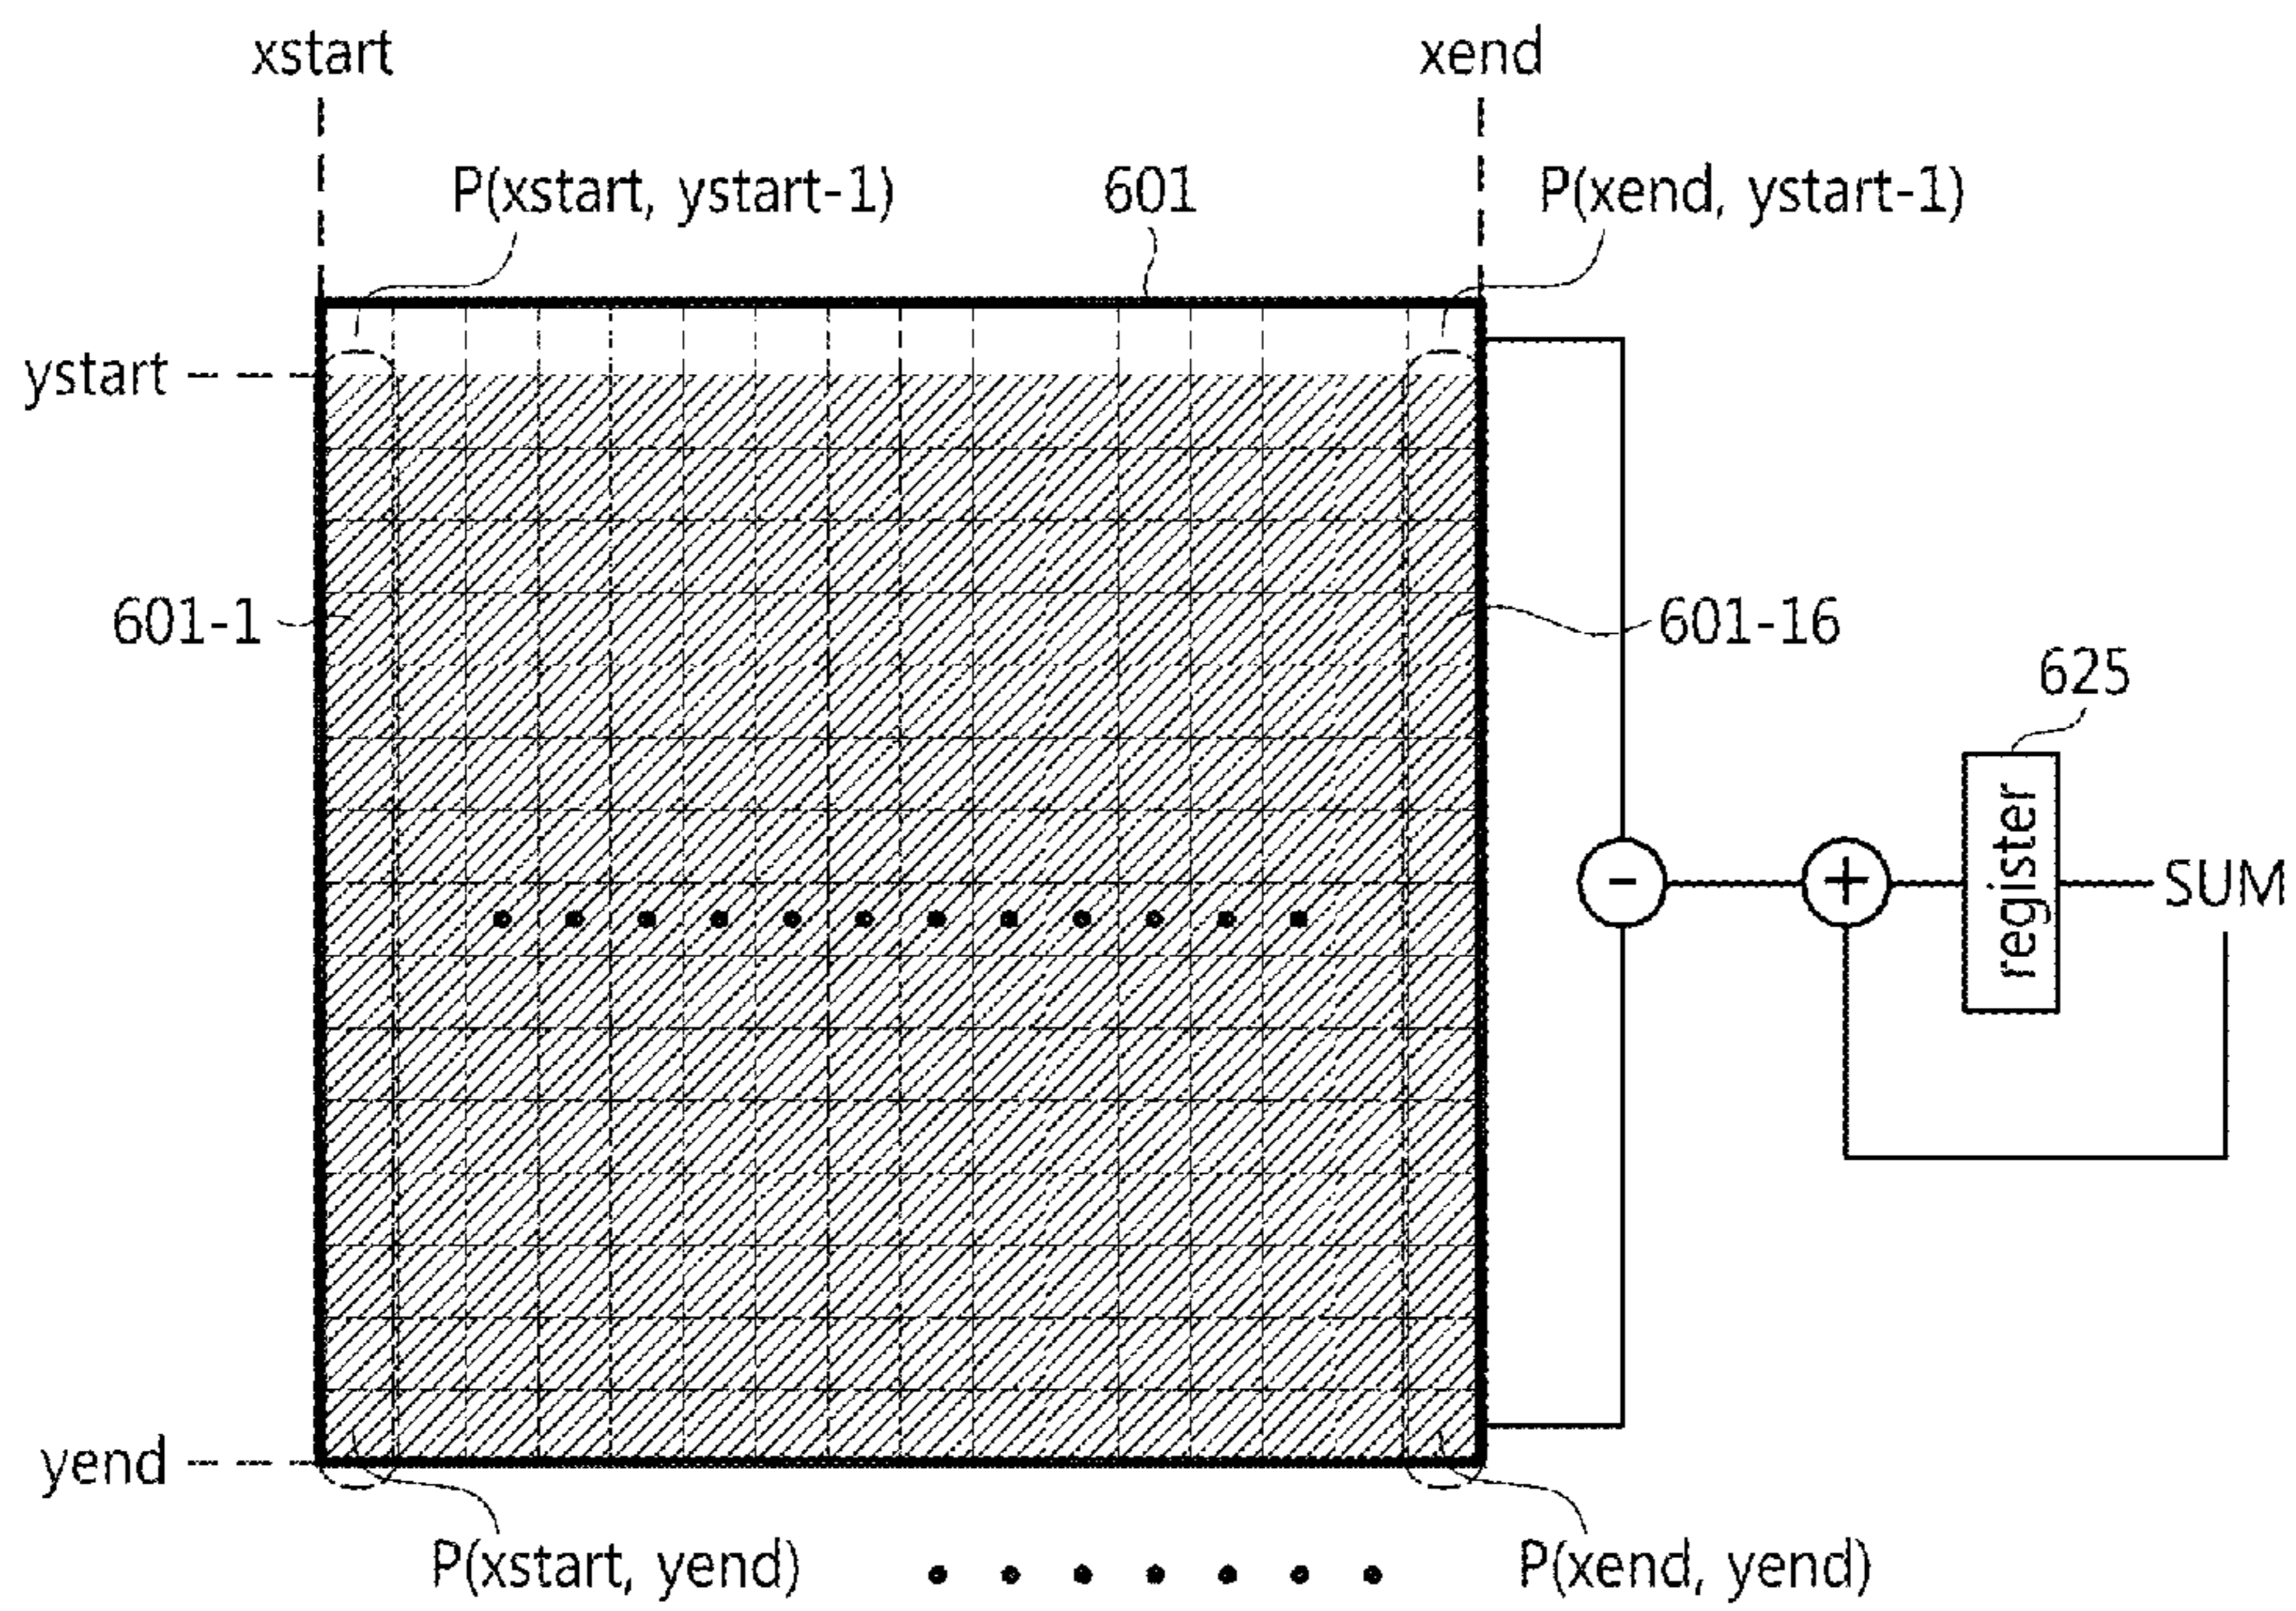 xstart
xend
P(xstart, ystart-1)
601
P(xend, ystart-1)
ystart
601-1
601-16
625
register
-
+
SUM
yend
P(xstart, yend)
P(xend, yend)